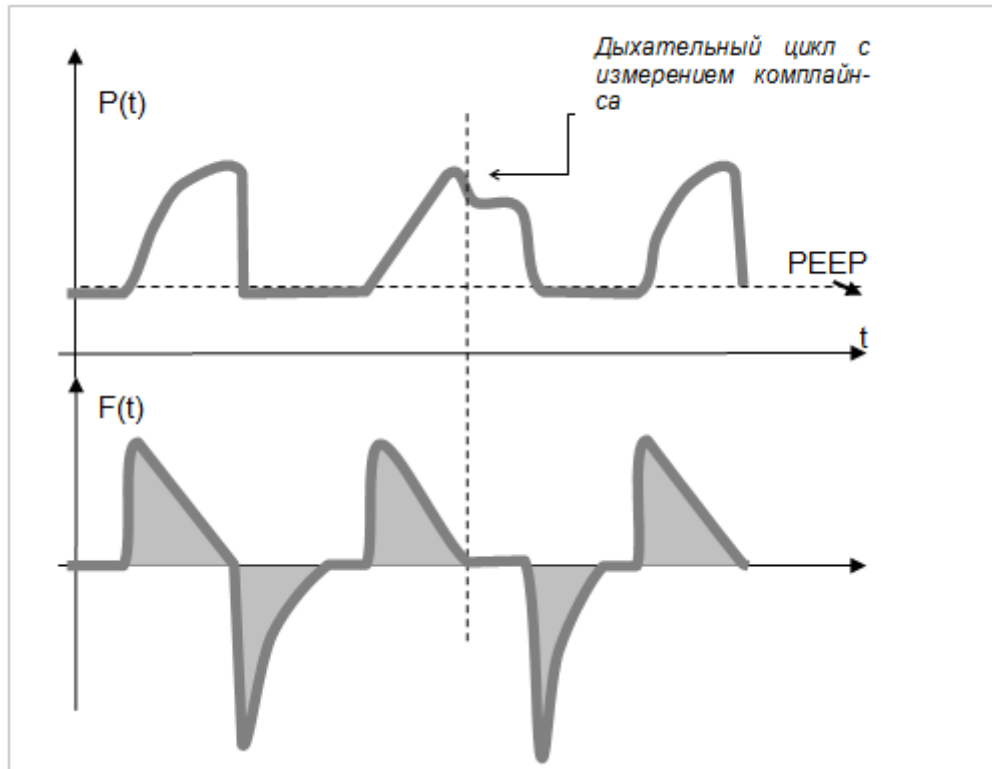 Дыхательный цикл с
измерением комплайн-
са
P(t)
PEEP
t
F(t)